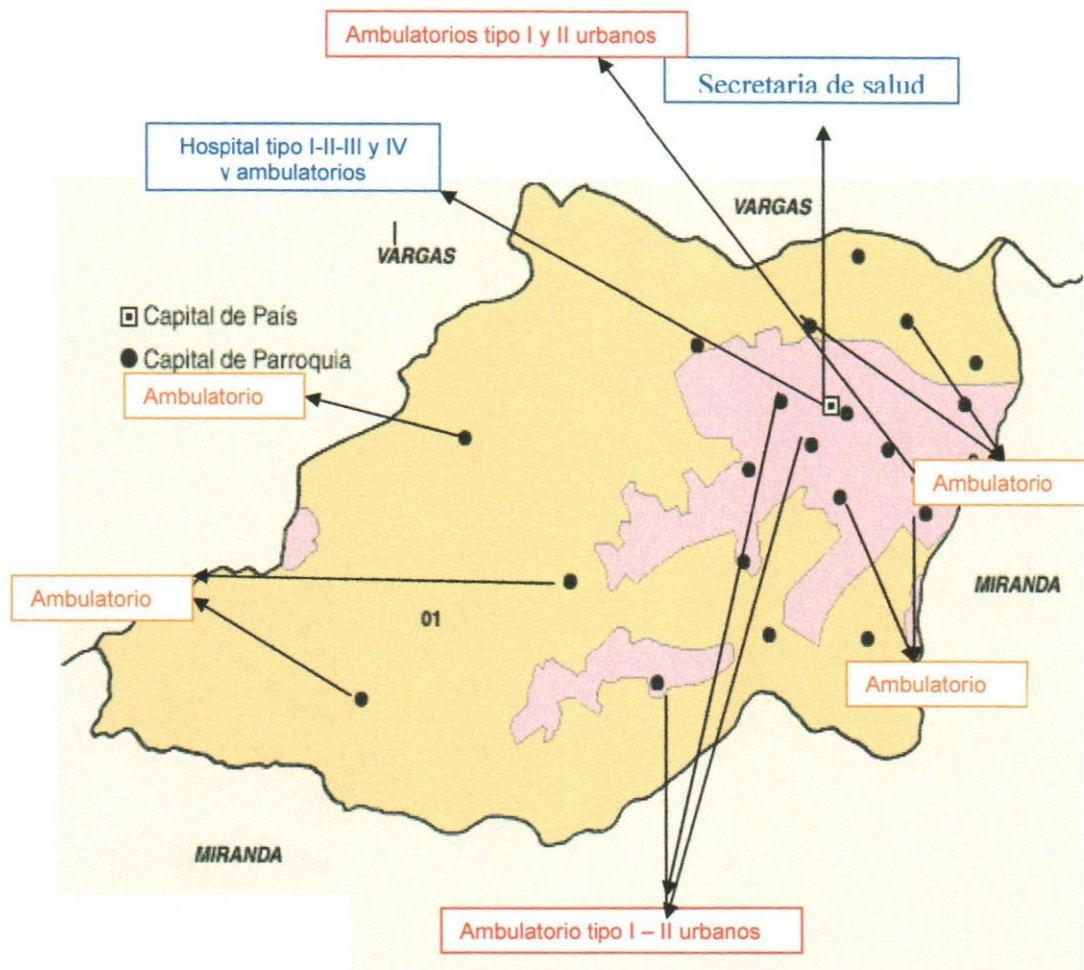 Ambulatorios tipo I y II urbanos
Secretaria de salud
Hospital tipo I-II-III y IV
y ambulatorios
VARGAS
VARGAS
Capital de País
Capital de Parroquia
Ambulatorio
Ambulatorio
Ambulatorio
01
MIRANDA
Ambulatorio
MIRANDA
Ambulatorio tipo I – II urbanos